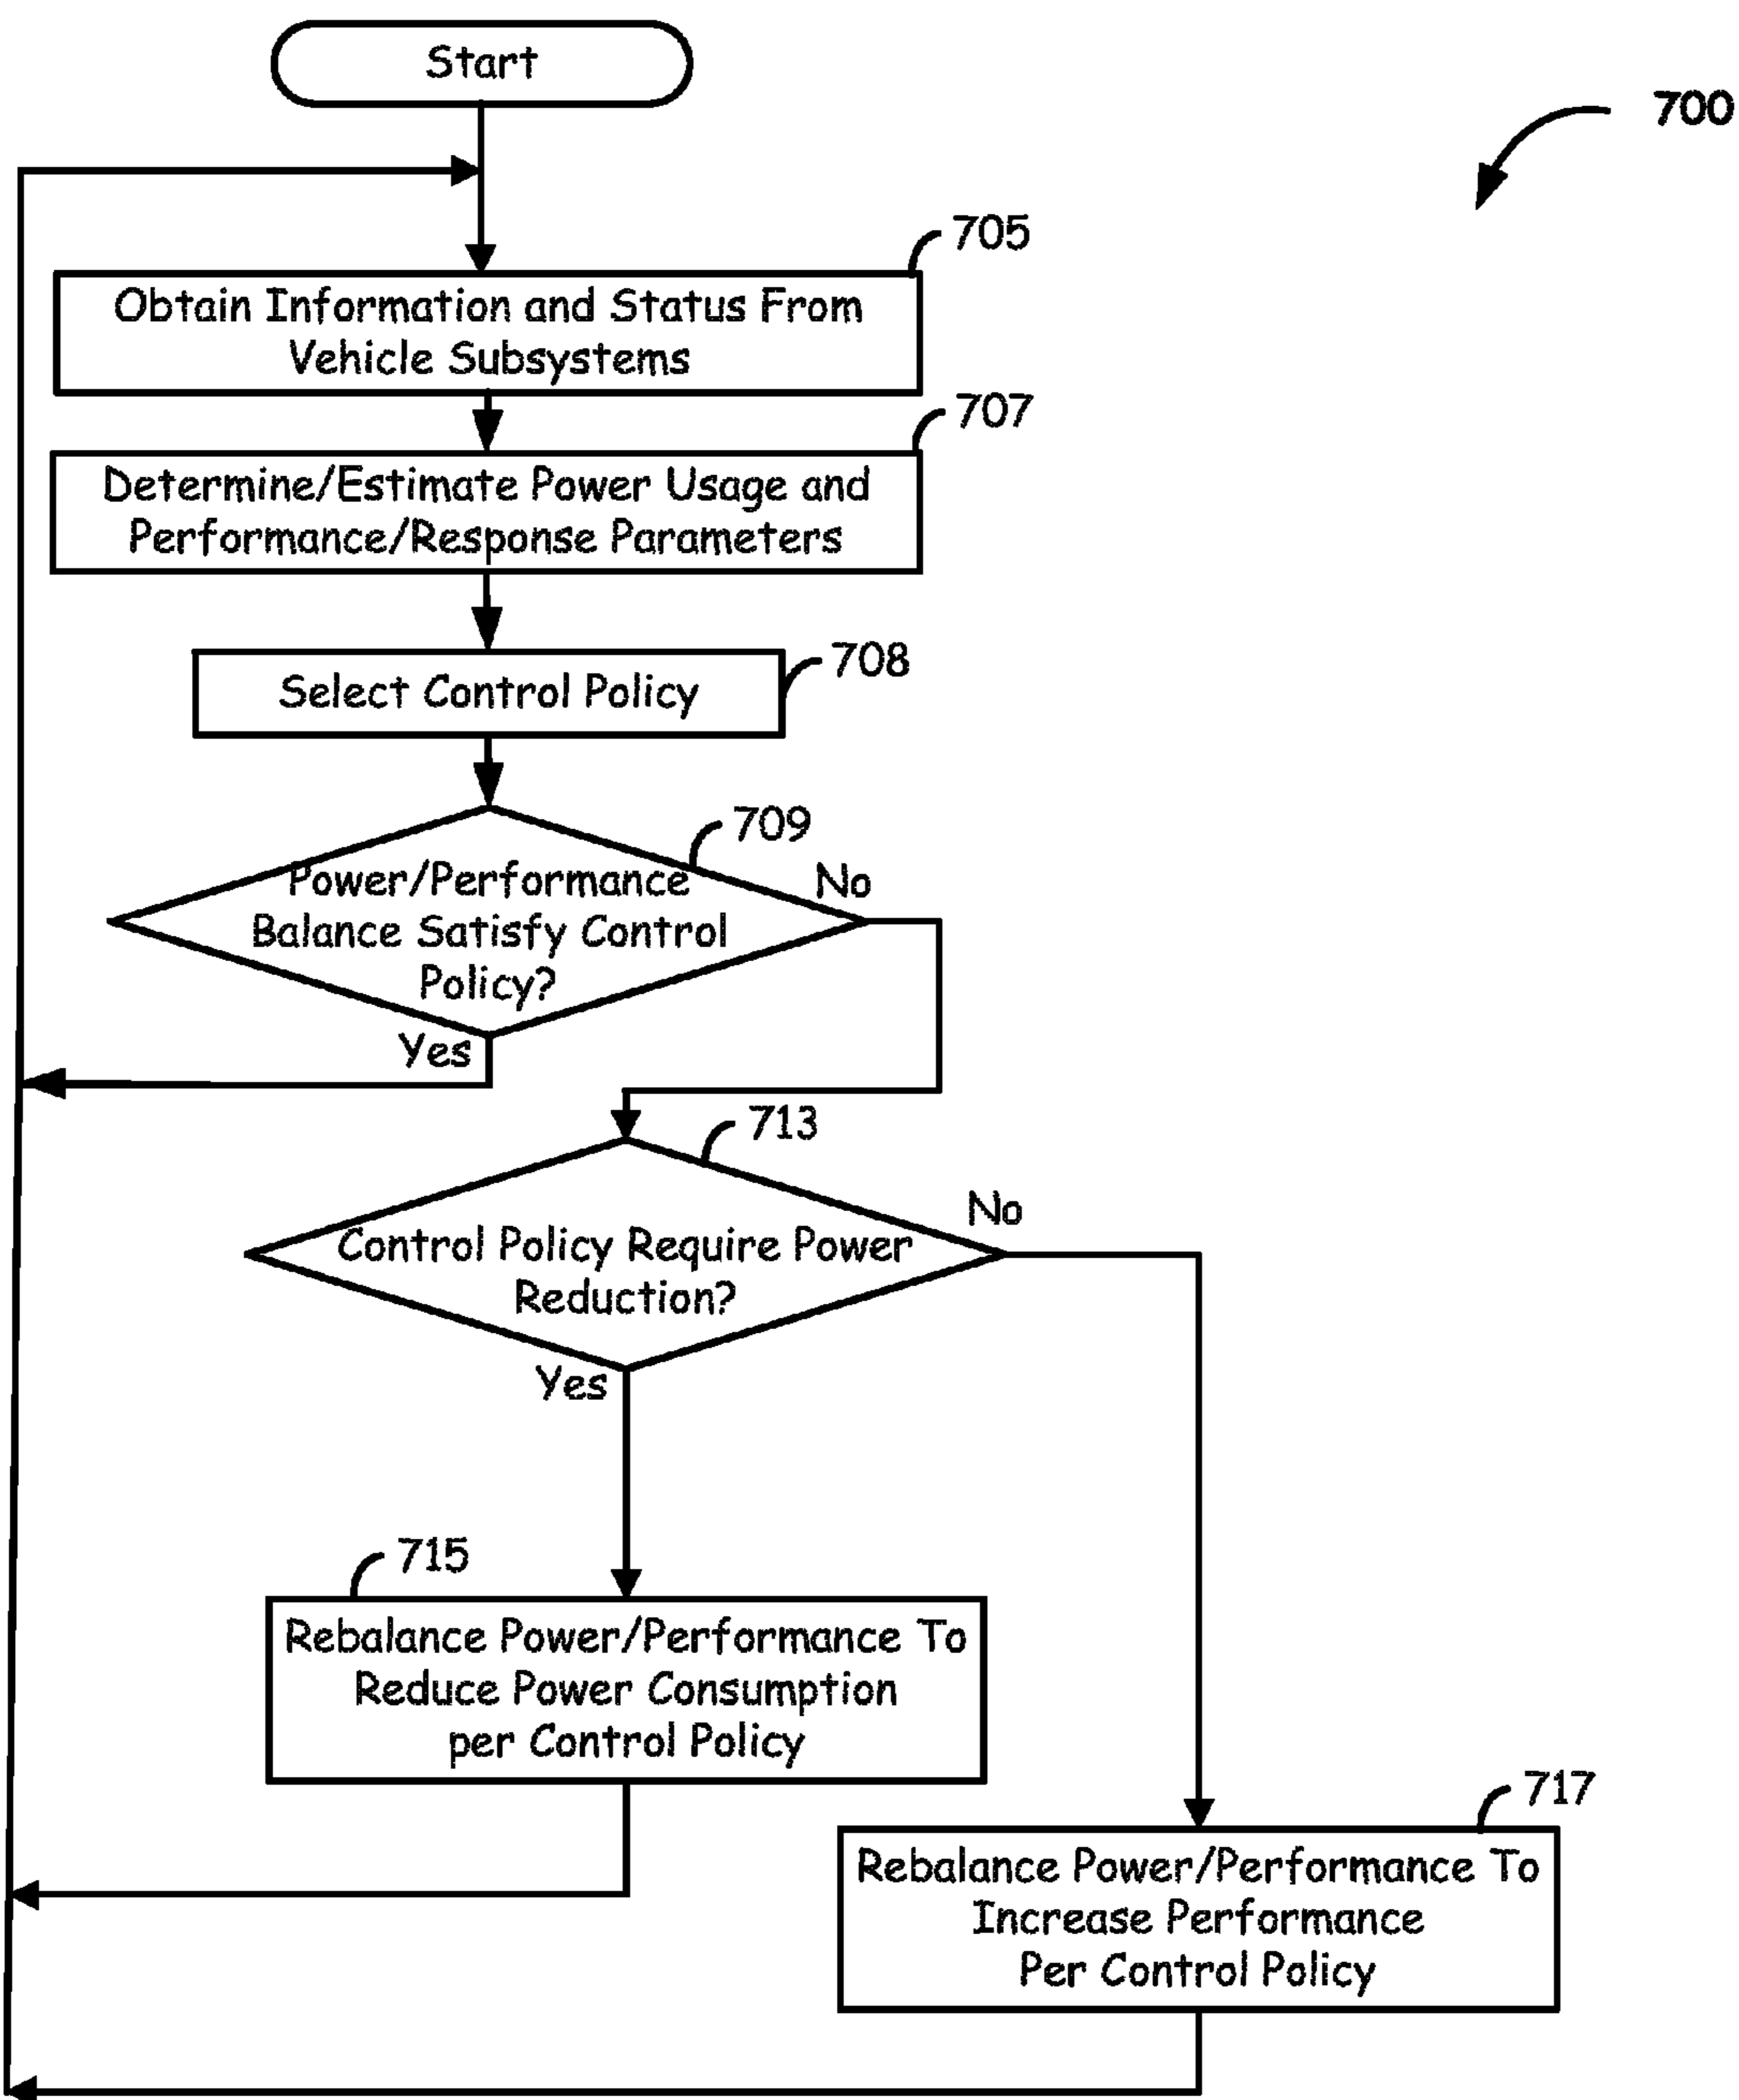 Start
700
705
Obtain Information and Status From
Vehicle Subsystems
707
Determine/Estimate Power Usage and
Performance/Response Parameters
708
Select Control Policy
709
Power/Performance
Balance Satisfy Control
Policy?
No
Yes
713
Control Policy Require Power
Reduction?
No
Yes
715
Rebalance Power/Performance To
Reduce Power Consumption
per Control Policy
717
Rebalance Power/Performance To
Increase Performance
Per Control Policy